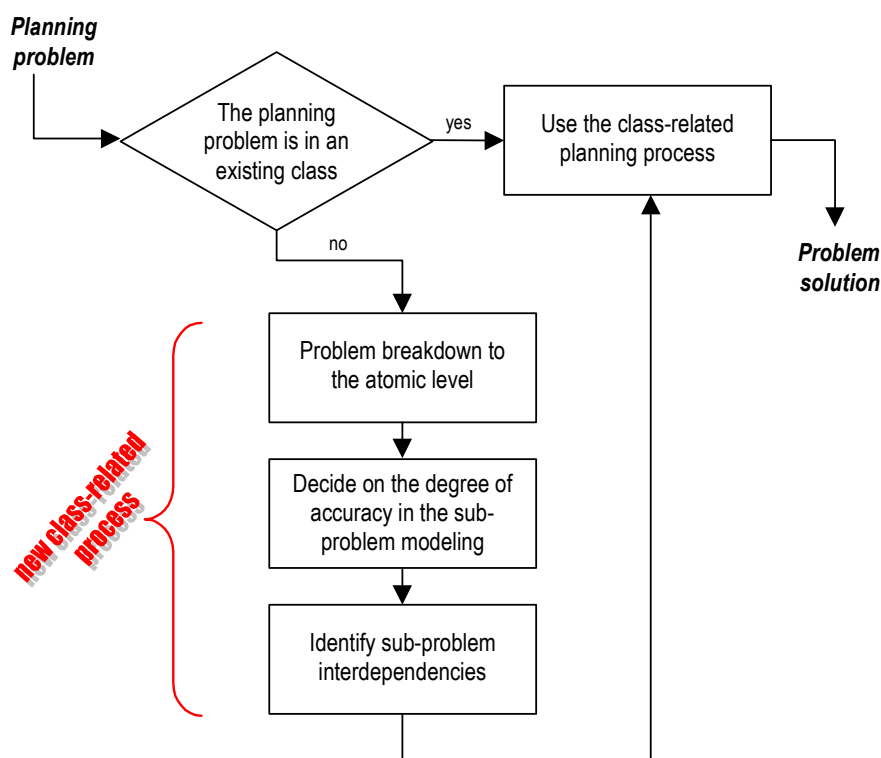 Planning
problem
The planning
problem is in an
existing class
yes
Use the class-related
planning process
Problem
solution
no
Problem breakdown to
the atomic level
Decide on the degree of
accuracy in the sub-
problem modeling
Identify sub-problem
interdependencies
new class-related
process